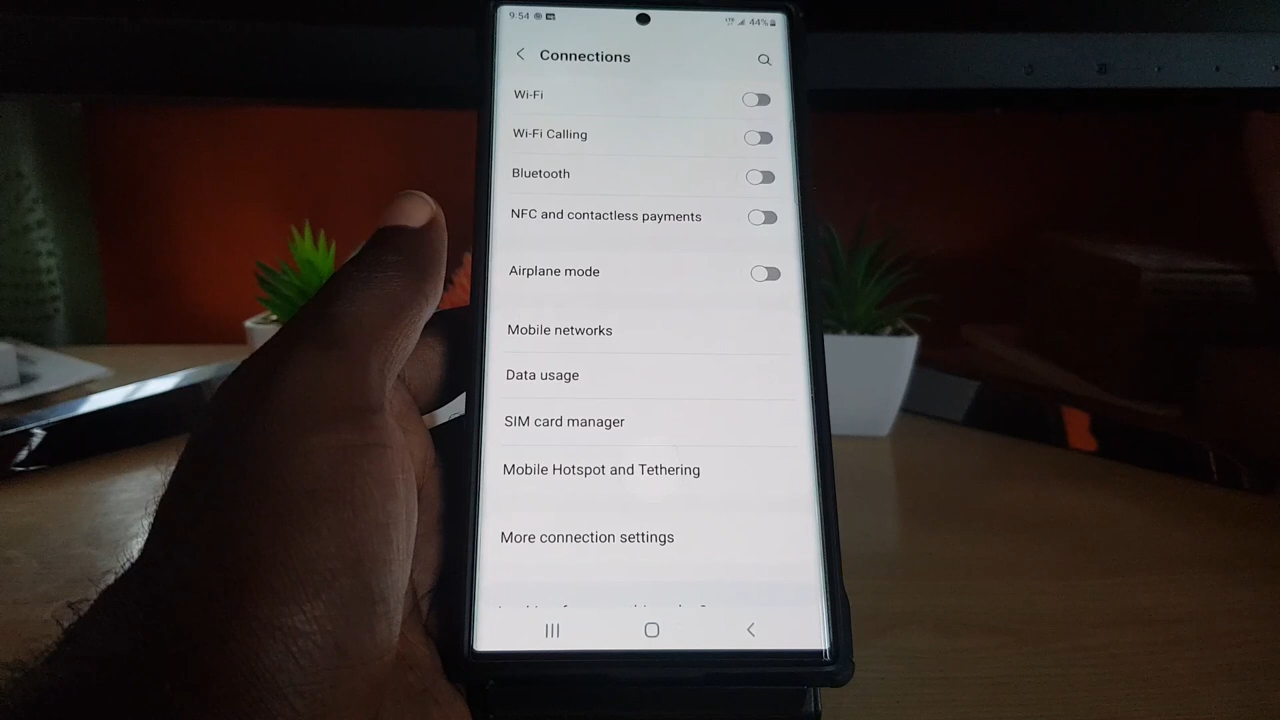 9:54
LTE 44%
Connections
Wi-Fi
Wi-Fi Calling
Bluetooth
NFC and contactless payments
Airplane mode
Mobile networks
Data usage
SIM card manager
Mobile Hotspot and Tethering
More connection settings